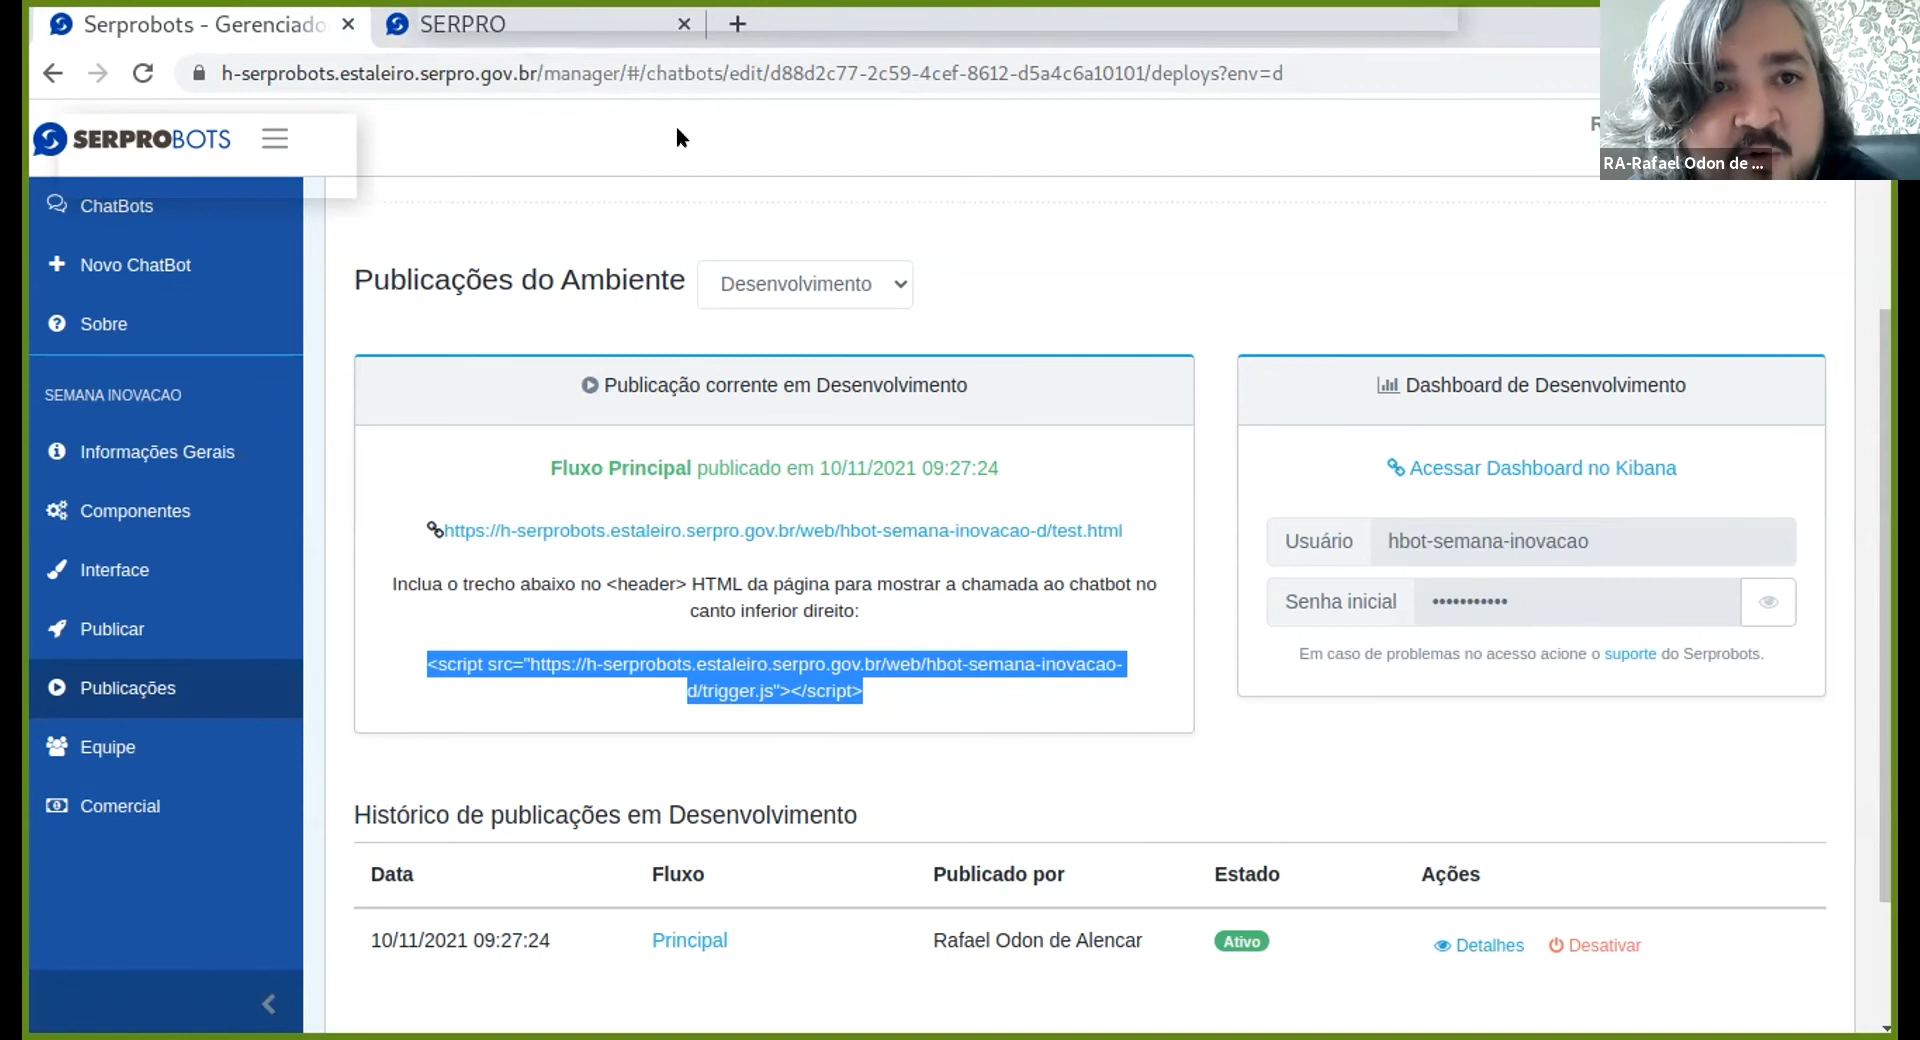 Serprobots - Gerenciado
SERPRO
h-serprobots.estaleiro.serpro.gov.br/manager/#/chatbots/edit/d88d2c77-2c59-4cef-8612-d5a4c6a10101/deploys?env=d
SERPROBOTS
R
RA-Rafael Odon de ...
ChatBots
Novo ChatBot
Sobre
SEMANA INOVACAO
Informações Gerais
Componentes
Interface
Publicar
Publicações
Equipe
Comercial
Publicações do Ambiente
Desenvolvimento
Publicação corrente em Desenvolvimento
Fluxo Principal publicado em 10/11/2021 09:27:24
https://h-serprobots.estaleiro.serpro.gov.br/web/hbot-semana-inovacao-d/test.html
Inclua o trecho abaixo no <header> HTML da página para mostrar a chamada ao chatbot no
canto inferior direito:
<script src="https://h-serprobots.estaleiro.serpro.gov.br/web/hbot-semana-inovacao-
d/trigger.js"></script>
Dashboard de Desenvolvimento
Acessar Dashboard no Kibana
Usuário hbot-semana-inovacao
Senha inicial •••••••••••
Em caso de problemas no acesso acione o suporte do Serprobots.
Histórico de publicações em Desenvolvimento
Data Fluxo Publicado por Estado Ações
10/11/2021 09:27:24 Principal Rafael Odon de Alencar Ativo Detalhes Desativar